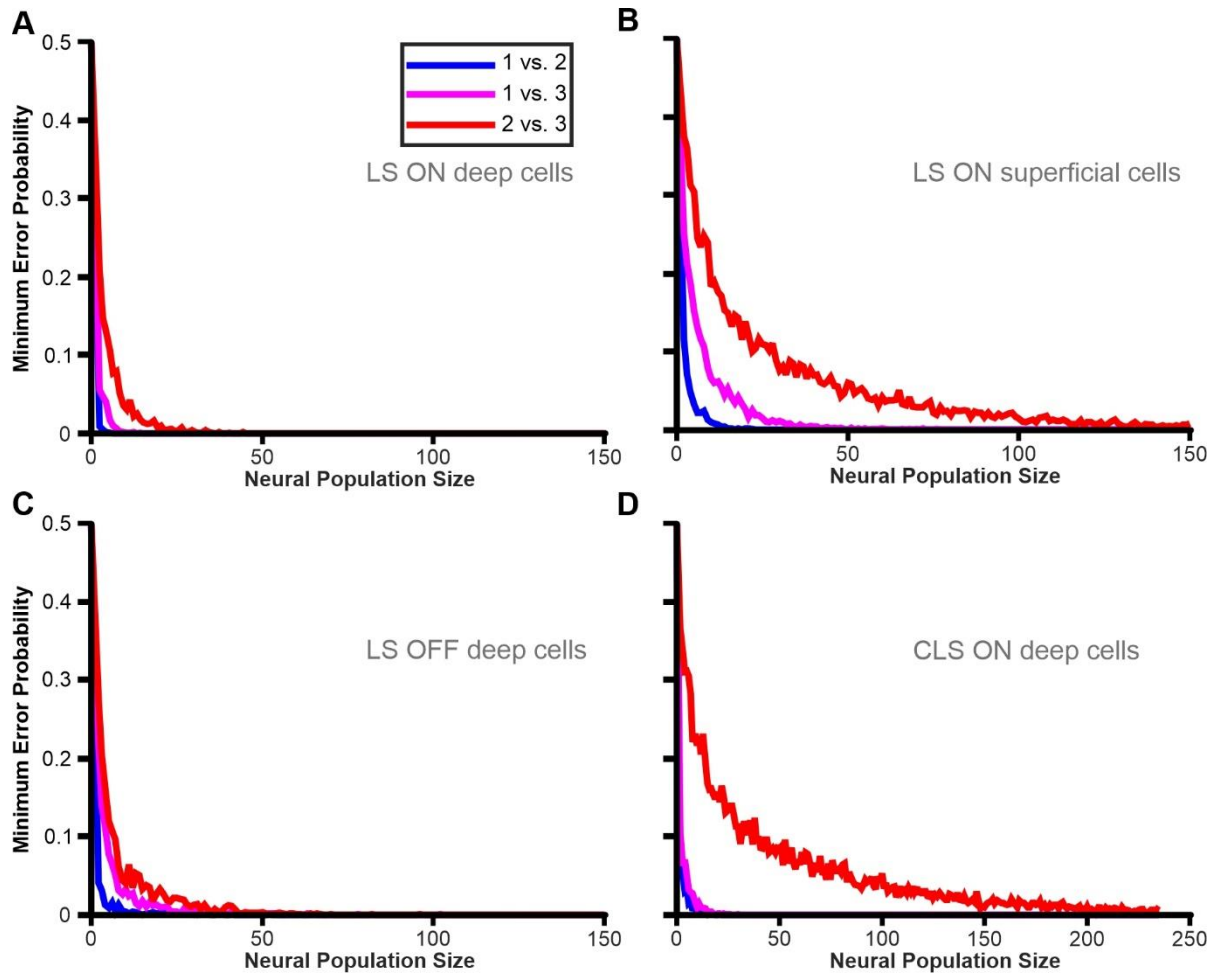 A
0.5
0.4
0.3
0.2
0.1
0
Minimum Error Probability
1 vs. 2
1 vs. 3
2 vs. 3
LS ON deep cells
0 50 100 150
Neural Population Size
B
LS ON superficial cells
0 50 100 150
Neural Population Size
C
0.5
0.4
0.3
0.2
0.1
0
Minimum Error Probability
LS OFF deep cells
0 50 100 150
Neural Population Size
D
CLS ON deep cells
0 50 100 150 200 250
Neural Population Size